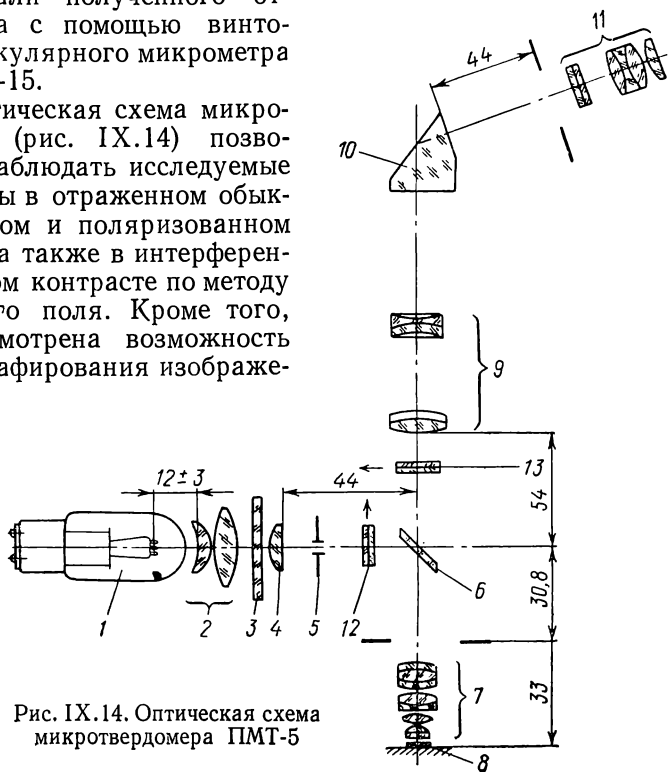 али полученного от-
а с помощью винто-
кулярного микрометра
-15.
тическая схема микро-
(рис. IX.14) позво-
аблюдать исследуемые
ы в отраженном обык-
ом и поляризованном
а также в интерферен-
ом контрасте по методу
го поля. Кроме того,
мотрена возможность
афирования изображе-
11
44
10
9
13
54
12±3
44
1
2
3
4
5
12
6
30,8
7
33
8
Рис. IX.14. Оптическая схема
микротвердомера ПМТ-5